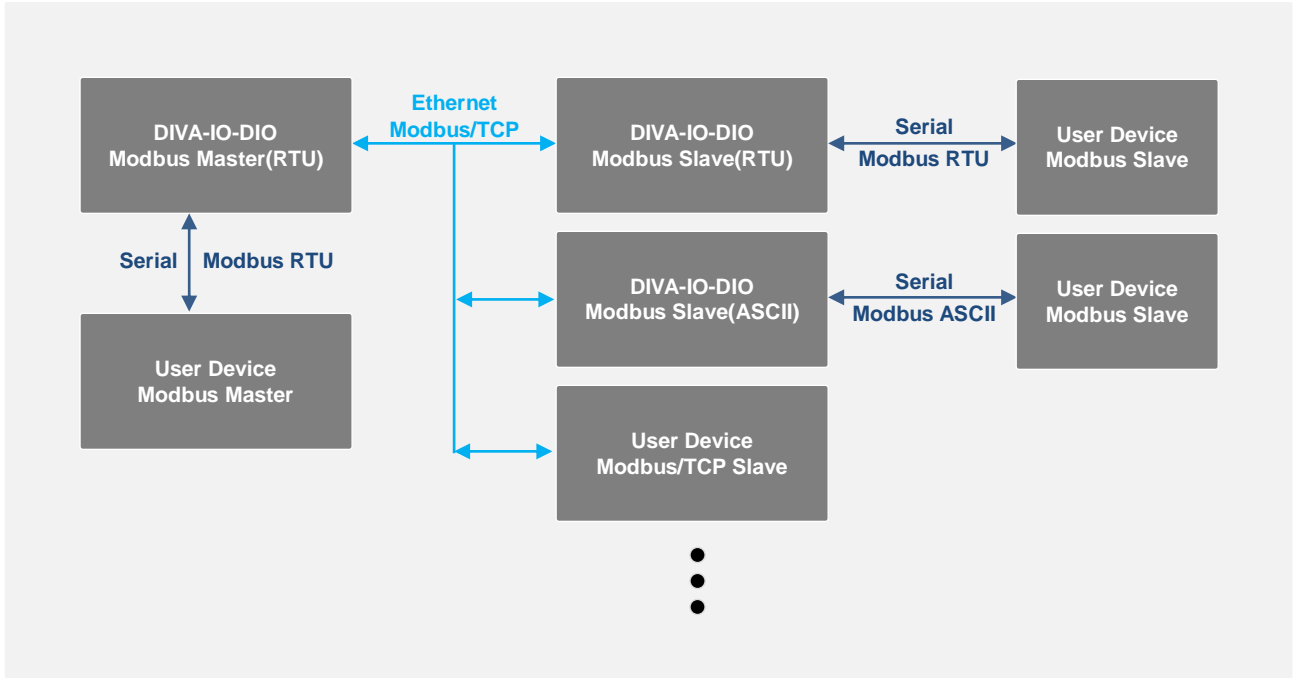 DIVA-IO-DIO
Modbus Master(RTU)
Ethernet
Modbus/TCP
DIVA-IO-DIO
Modbus Slave(RTU)
Serial
Modbus RTU
User Device
Modbus Slave
Serial Modbus RTU
DIVA-IO-DIO
Modbus Slave(ASCII)
Serial
Modbus ASCII
User Device
Modbus Slave
User Device
Modbus Master
User Device
Modbus/TCP Slave